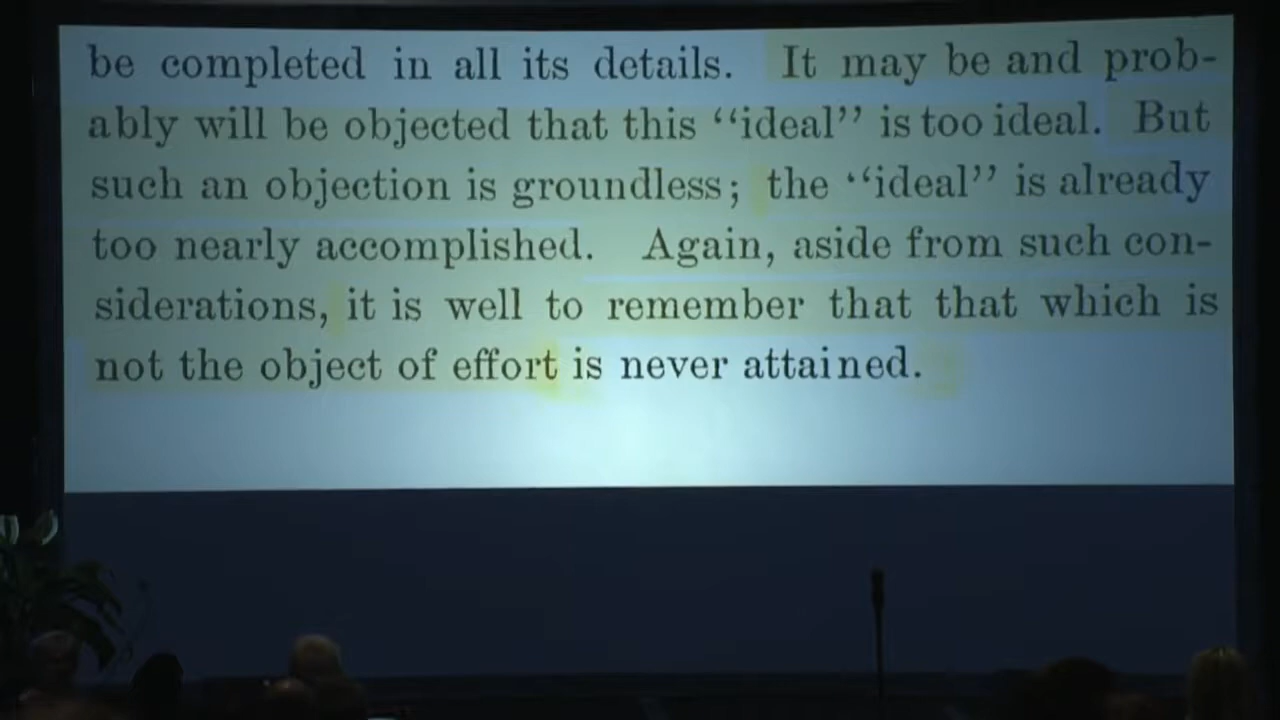 be completed in all its details. It may be and prob-
ably will be objected that this “ideal” is too ideal. But
such an objection is groundless; the “ideal” is already
too nearly accomplished. Again, aside from such con-
siderations, it is well to remember that that which is
not the object of effort is never attained.